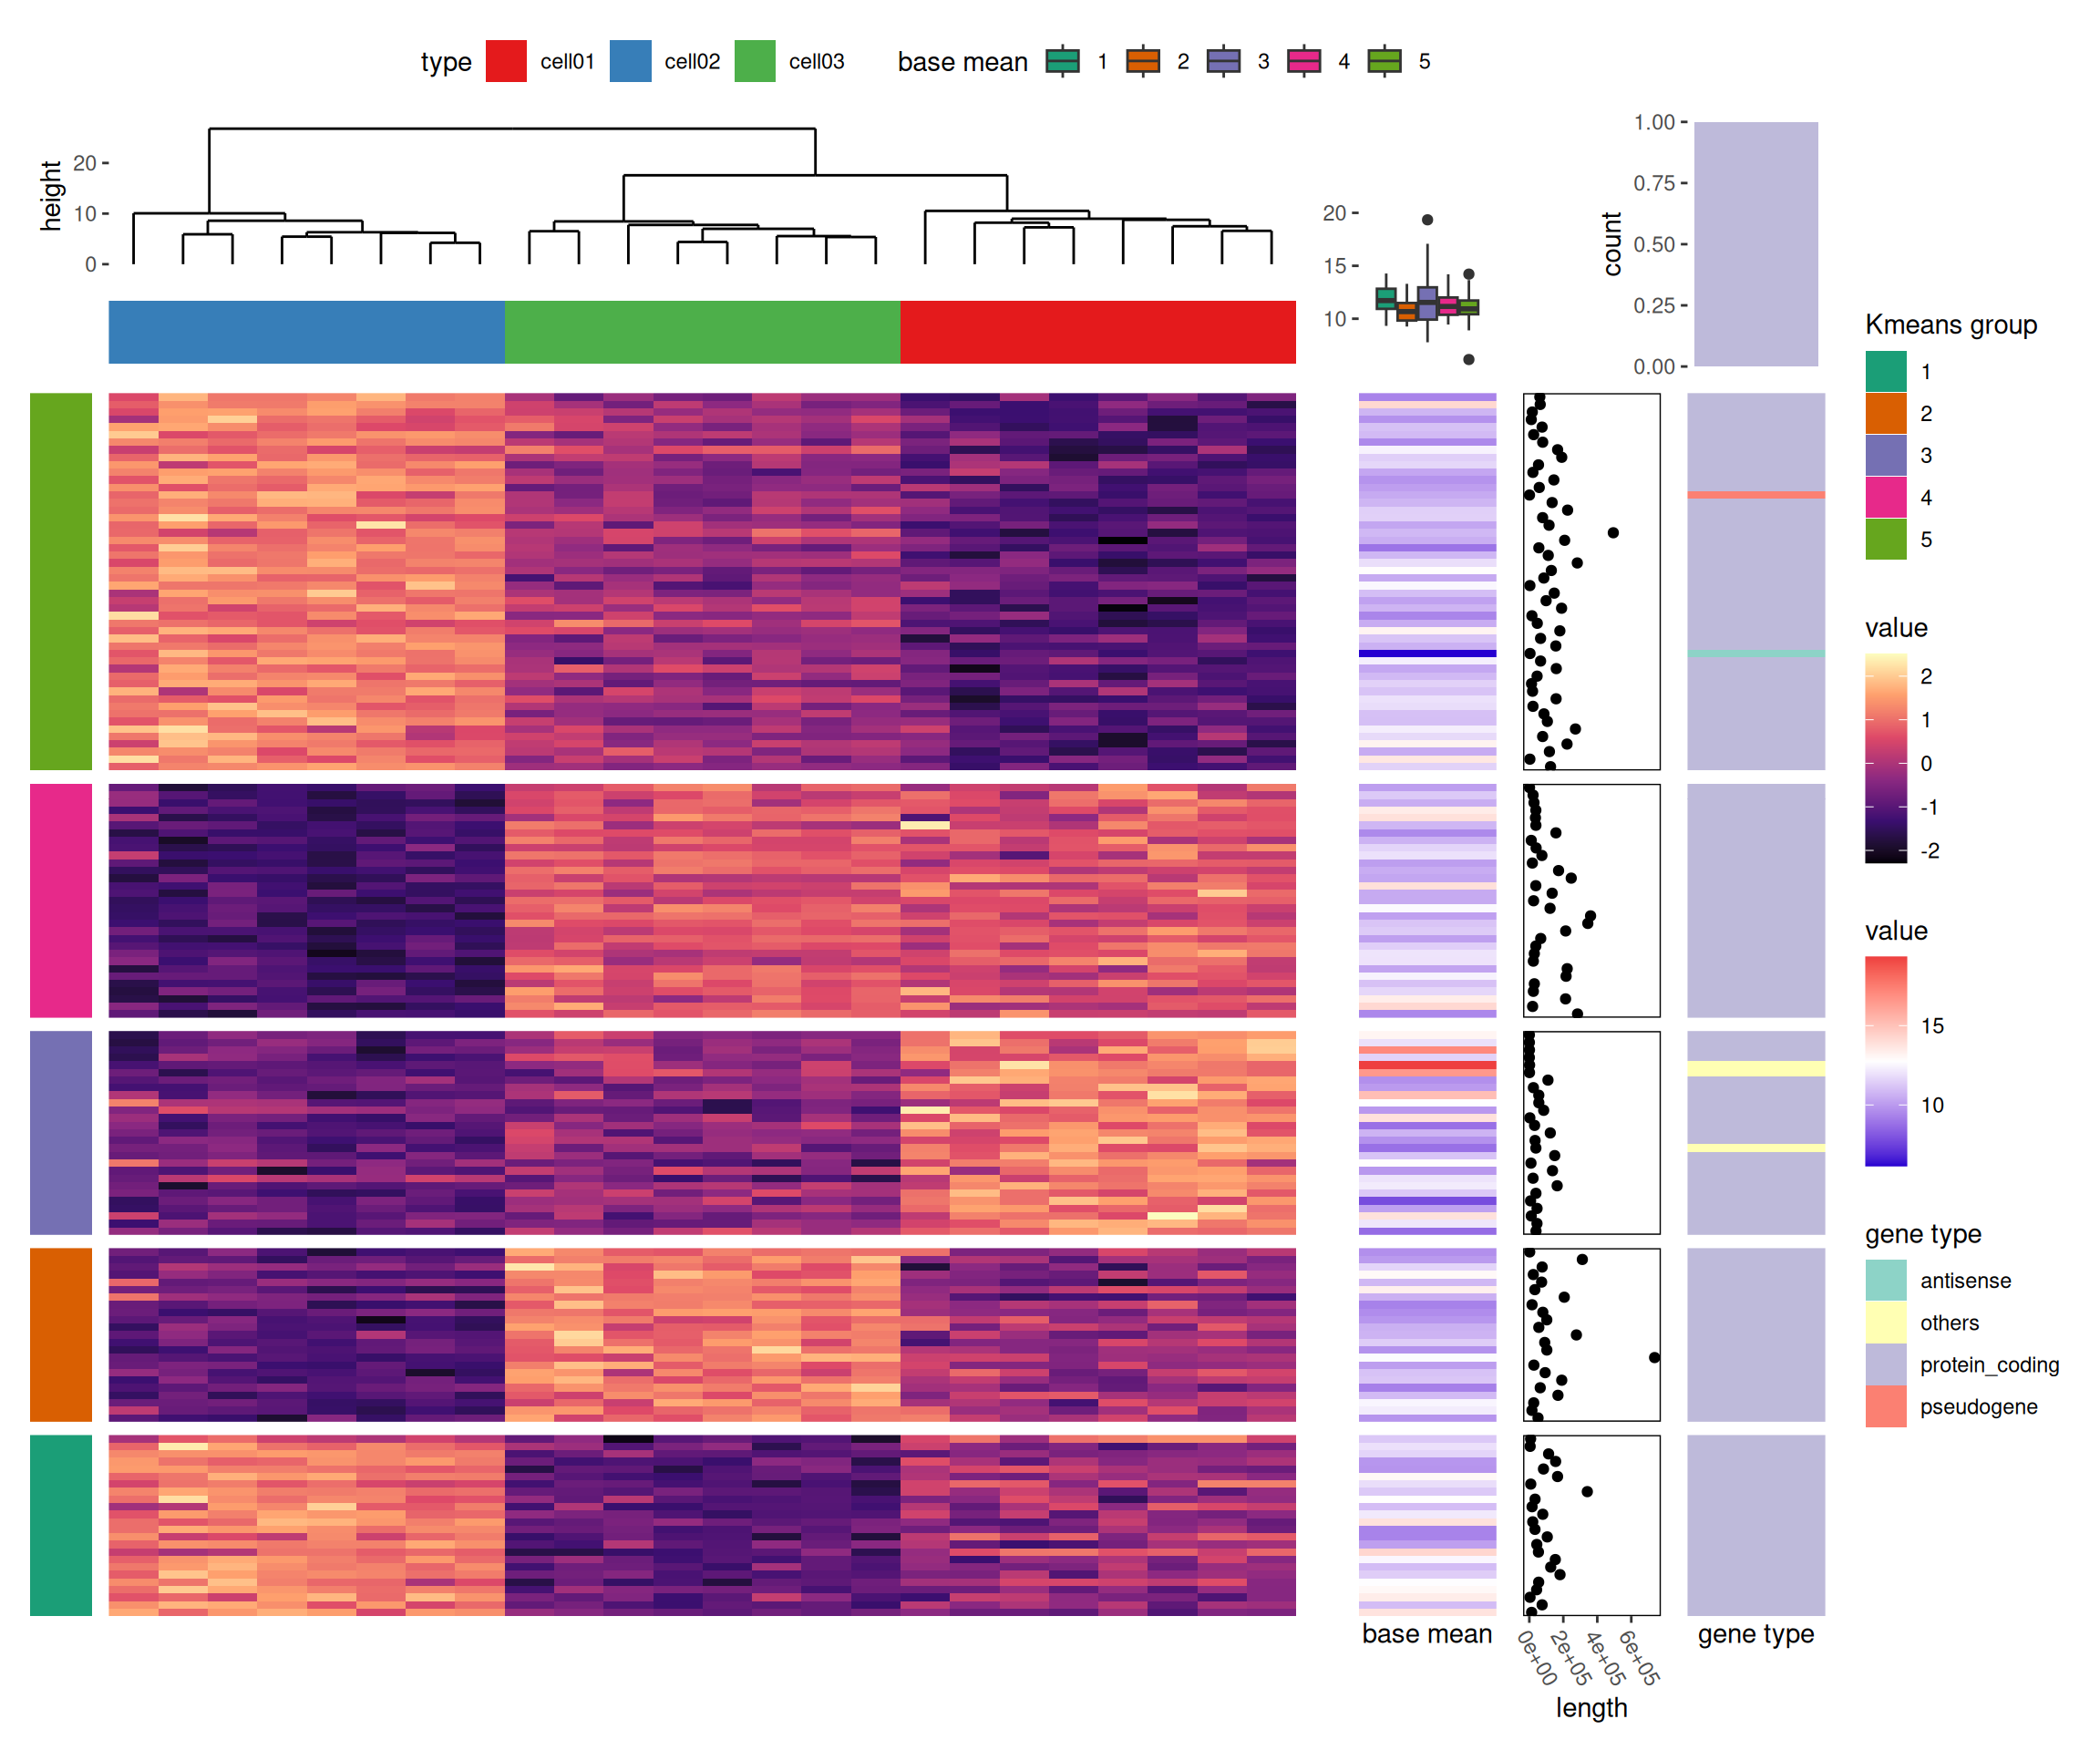 type cell01 cell02 cell03 base mean 1 2 3 4 5
height
20
10
0
20
15
10
count
1.00
0.75
0.50
0.25
0.00
Kmeans group
1
2
3
4
5
value
2
1
0
-1
-2
value
15
10
gene type
antisense
others
protein_coding
pseudogene
base mean
0e+00 2e+05 4e+05 6e+05
length
gene type